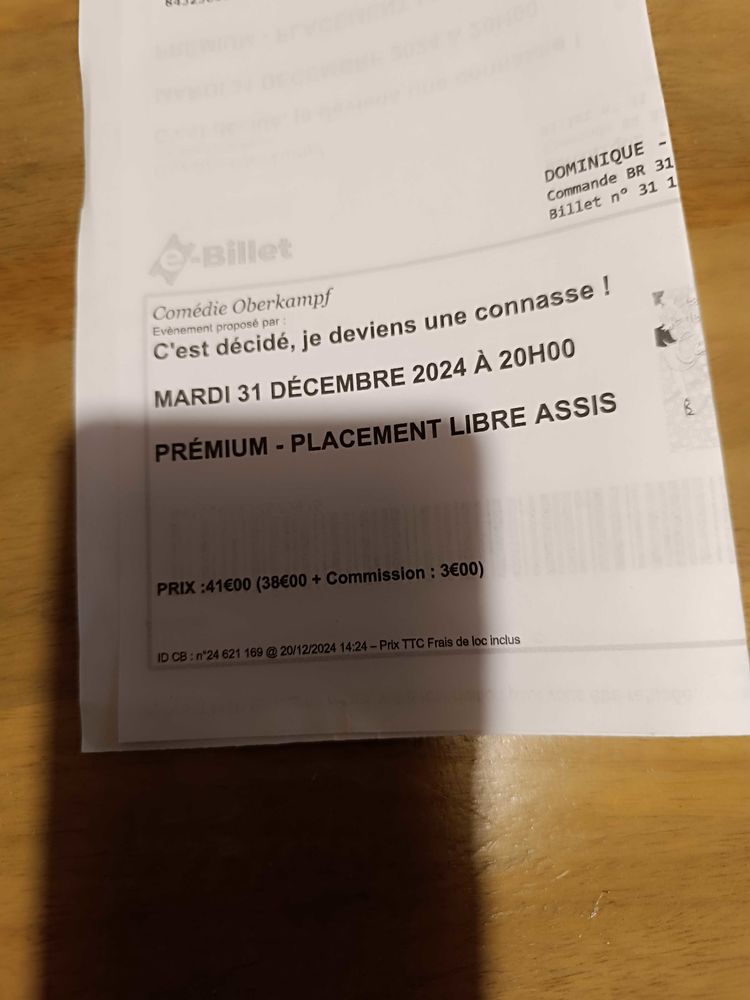 DOMINIQUE -
Commande BR 31
Billet n° 31 1
e-Billet
Comédie Oberkampf
Evènement proposé par :
C'est décidé, je deviens une connasse !
MARDI 31 DÉCEMBRE 2024 À 20H00
PRÉMIUM - PLACEMENT LIBRE ASSIS
PRIX :41€00 (38€00 + Commission : 3€00)
ID CB : n°24 621 169 @ 20/12/2024 14:24 – Prix TTC Frais de loc inclus